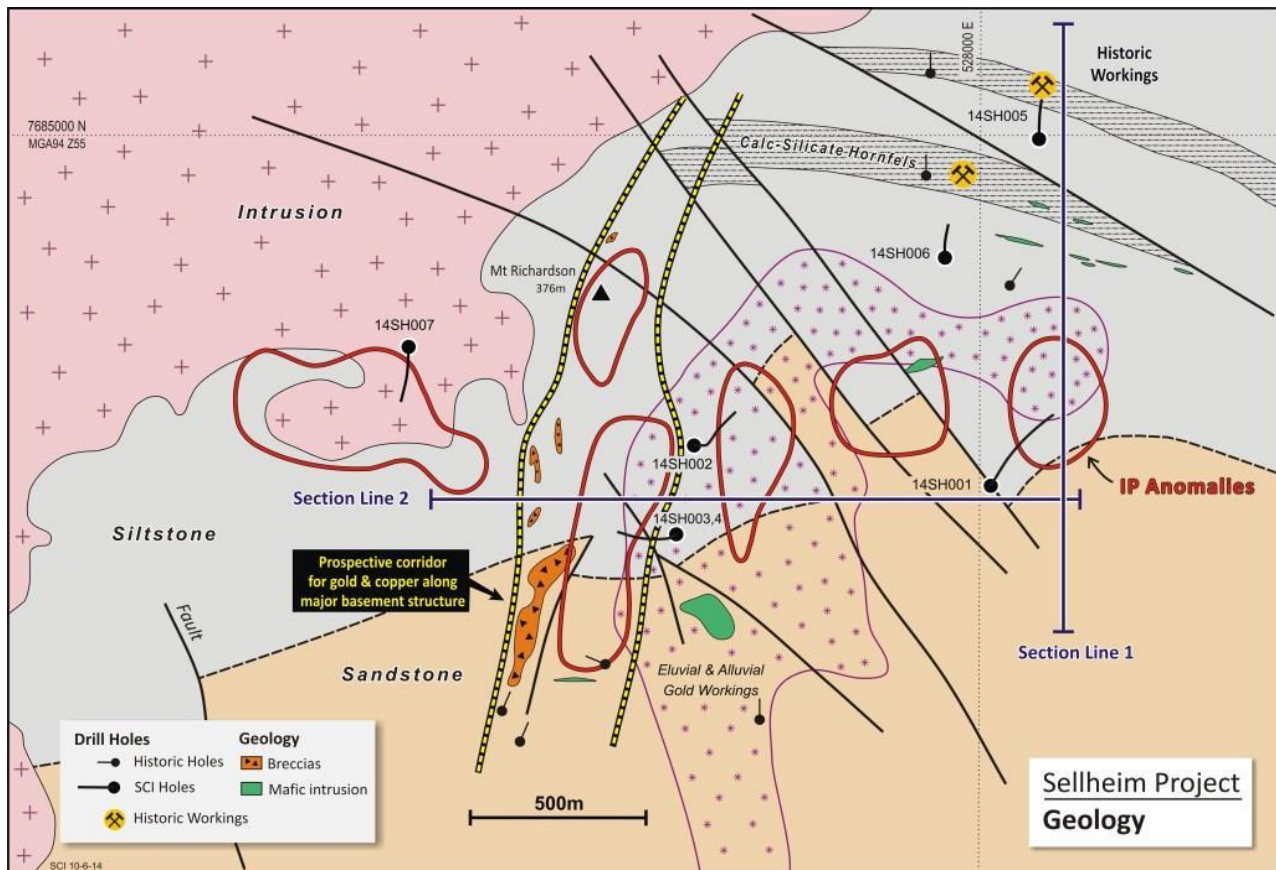 528000 E
Historic
Workings
14SH005
7685000 N
MGA94 Z55
Calc-Silicate-Hornfels
Intrusion
14SH006
Mt Richardson
376m
14SH007
14SH002
14SH001
IP Anomalies
Section Line 2
14SH003,4
Siltstone
Prospective corridor
for gold & copper along
major basement structure
Fault
Section Line 1
Sandstone
Eluvial & Alluvial
Gold Workings
Drill Holes
Historic Holes
SCI Holes
Historic Workings
Geology
Breccias
Mafic intrusion
500m
Sellheim Project
Geology
SCI 10-6-14